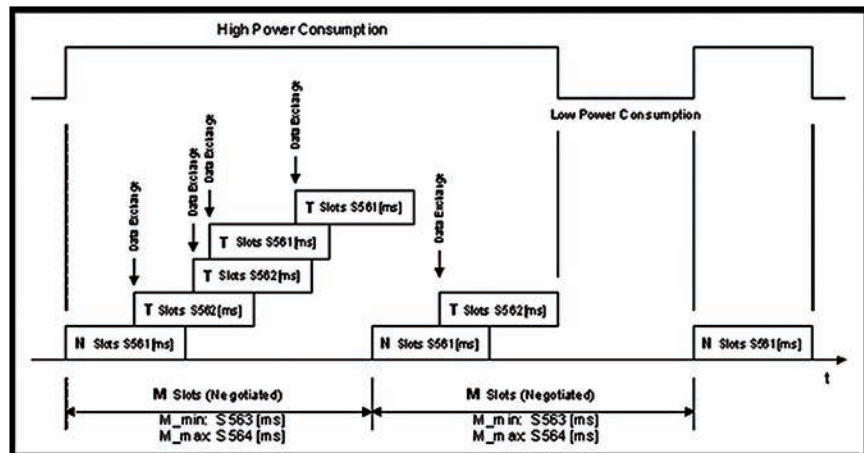 High Power Consumption
Low Power Consumption
Data Exchange
Data Exchange
Data Exchange
Data Exchange
Data Exchange
T Slots S561[ms]
T Slots S561[ms]
T Slots S562[ms]
T Slots S562[ms]
T Slots S562[ms]
N Slots S561[ms]
N Slots S561[ms]
N Slots S561[ms]
t
M Slots (Negotiated)
M_min: S563 [ms]
M_max: S564 [ms]
M Slots (Negotiated)
M_min: S563 [ms]
M_max S564 [ms]